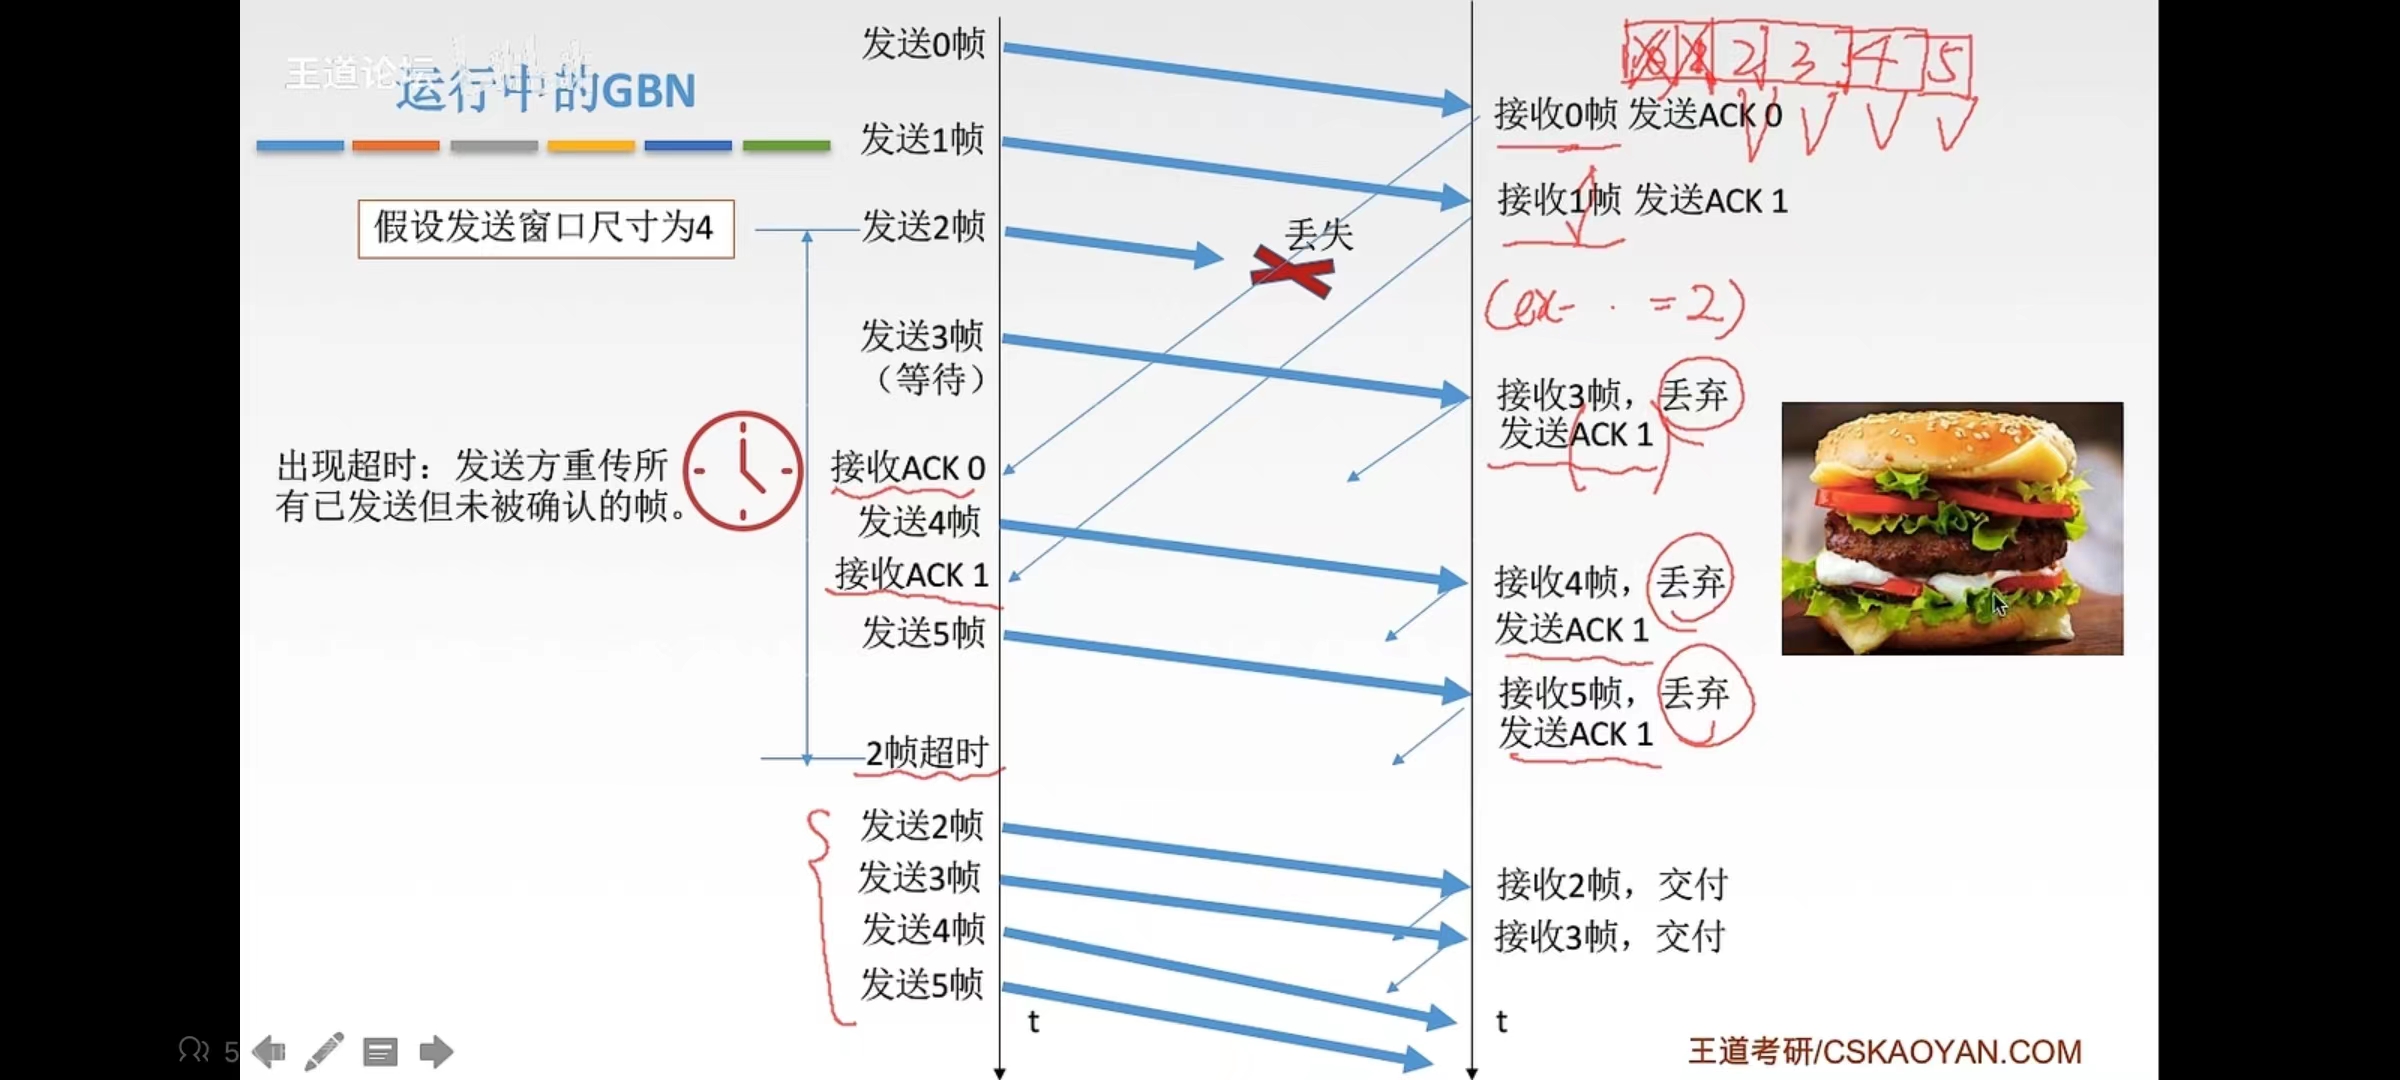 王道论坛
运行中的GBN
假设发送窗口尺寸为4
出现超时：发送方重传所
有已发送但未被确认的帧。
发送0帧
发送1帧
发送2帧
发送3帧
（等待）
接收ACK 0
发送4帧
接收ACK 1
发送5帧
2帧超时
发送2帧
发送3帧
发送4帧
发送5帧
t
丢失
2 3 4 5
接收0帧 发送ACK 0
接收1帧 发送ACK 1
(ex- · =2)
接收3帧，丢弃
发送ACK 1
接收4帧，丢弃
发送ACK 1
接收5帧，丢弃
发送ACK 1
接收2帧，交付
接收3帧，交付
t
王道考研/CSKAOYAN.COM
5